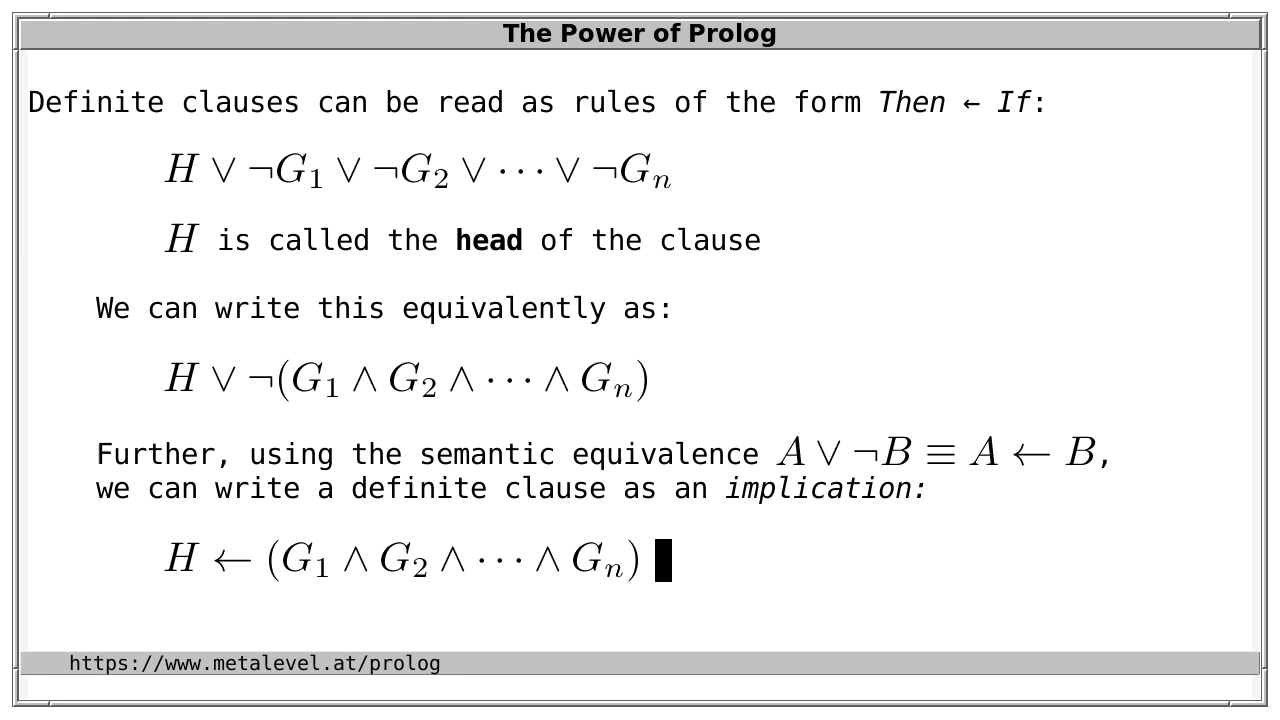 The Power of Prolog
Definite clauses can be read as rules of the form Then ← If:
H ∨ ¬G₁ ∨ ¬G₂ ∨ ··· ∨ ¬Gₙ
H is called the head of the clause
We can write this equivalently as:
H ∨ ¬(G₁ ∧ G₂ ∧ ··· ∧ Gₙ)
Further, using the semantic equivalence A ∨ ¬B ≡ A ← B,
we can write a definite clause as an implication:
H ← (G₁ ∧ G₂ ∧ ··· ∧ Gₙ)
https://www.metalevel.at/prolog